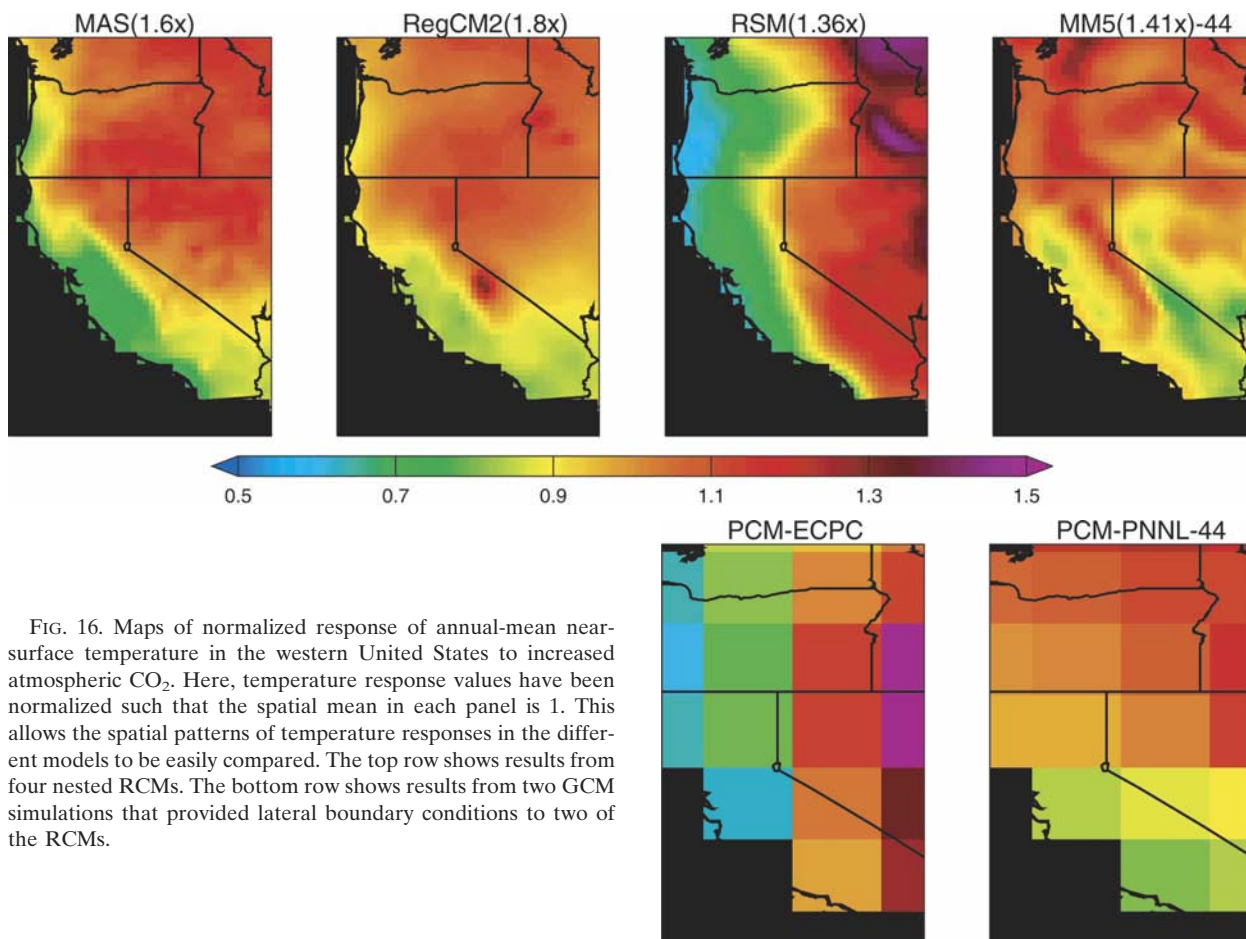 MAS(1.6x)
RegCM2(1.8x)
RSM(1.36x)
MM5(1.41x)-44
0.5
0.7
0.9
1.1
1.3
1.5
PCM-ECPC
PCM-PNNL-44
FIG. 16. Maps of normalized response of annual-mean near-
surface temperature in the western United States to increased
atmospheric CO₂. Here, temperature response values have been
normalized such that the spatial mean in each panel is 1. This
allows the spatial patterns of temperature responses in the differ-
ent models to be easily compared. The top row shows results from
four nested RCMs. The bottom row shows results from two GCM
simulations that provided lateral boundary conditions to two of
the RCMs.